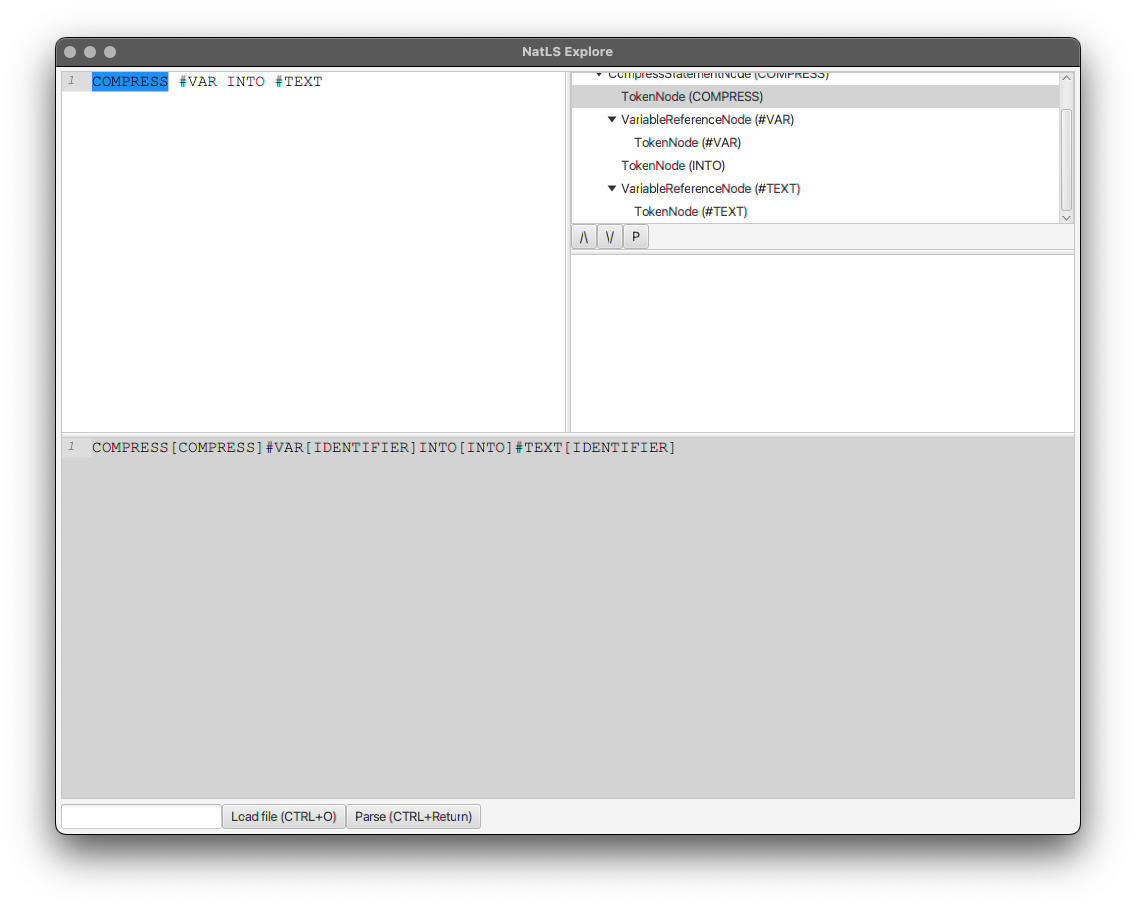 NatLS Explore
1 COMPRESS #VAR INTO #TEXT
CompressStatementNode (COMPRESS)
TokenNode (COMPRESS)
VariableReferenceNode (#VAR)
TokenNode (#VAR)
TokenNode (INTO)
VariableReferenceNode (#TEXT)
TokenNode (#TEXT)
/\ \/ P
1 COMPRESS[COMPRESS]#VAR[IDENTIFIER]INTO[INTO]#TEXT[IDENTIFIER]
Load file (CTRL+O) Parse (CTRL+Return)